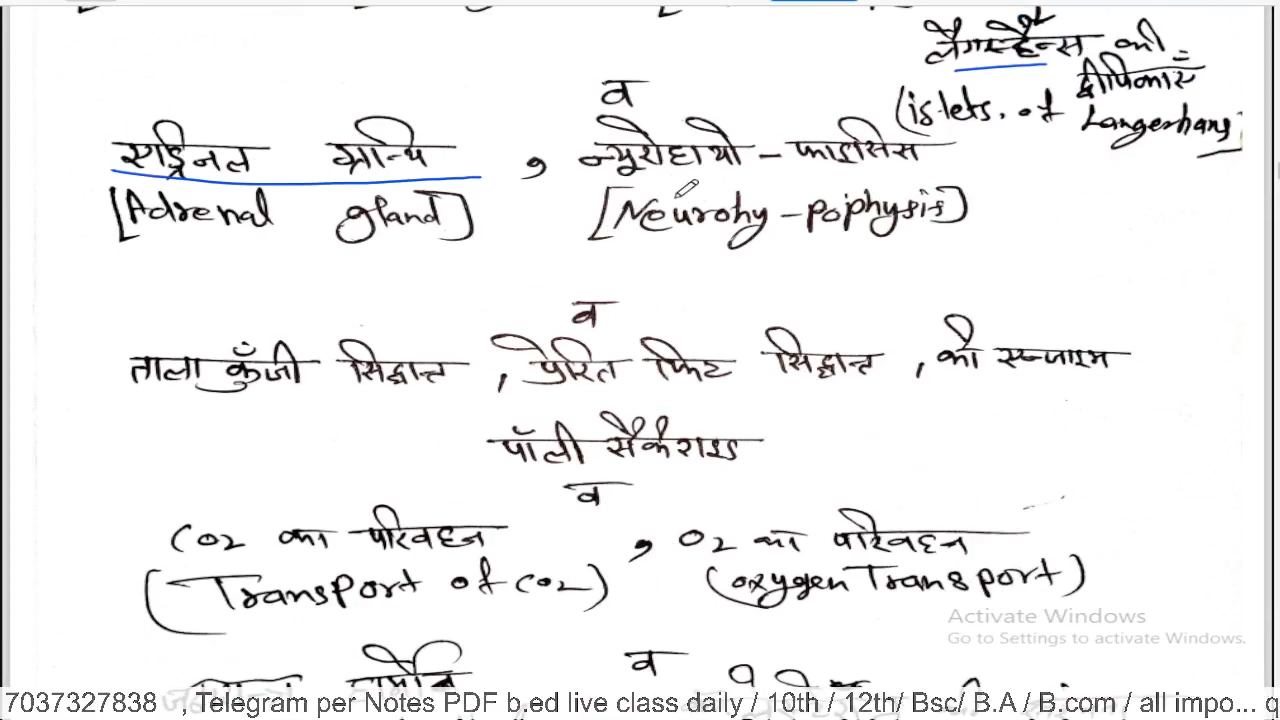 लैंगरहैन्स की
द्वीपिकाएं
(islets. of Langerhans]
व
एड्रिनल ग्रान्थि , न्यूरोहायो - फाइसिस
[Adrenal gland] [Neurohy-pophysis]
व
ताला कुँजी सिद्धान्त , प्रेरित फिट सिद्धान्त , को एन्जाइम
पॉली सैकेराइड
व
CO2 का परिवहन , O2 का परिवहन
(Transport of CO2) (oxygen Transport)
Activate Windows
Go to Settings to activate Windows.
व
7037327838 ,Telegram per Notes PDF b.ed live class daily / 10th / 12th/ Bsc/ B.A / B.com / all impo...